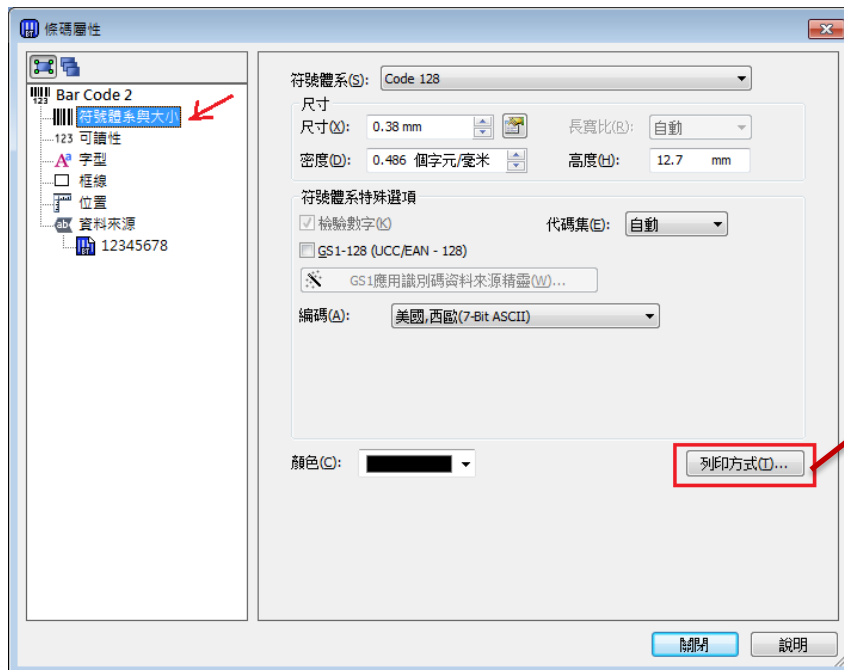 條碼屬性
Bar Code 2
符號體系與大小
123 可讀性
字型
框線
位置
資料來源
12345678
符號體系(S): Code 128
尺寸
尺寸(X): 0.38 mm 長寬比(R): 自動
密度(D): 0.486 個字元/毫米 高度(H): 12.7 mm
符號體系特殊選項
檢驗數字(K) 代碼集(E): 自動
GS1-128 (UCC/EAN - 128)
GS1應用識別碼資料來源精靈(W)...
編碼(A): 美國,西歐(7-Bit ASCII)
顏色(C): 列印方式(T)...
關閉 說明